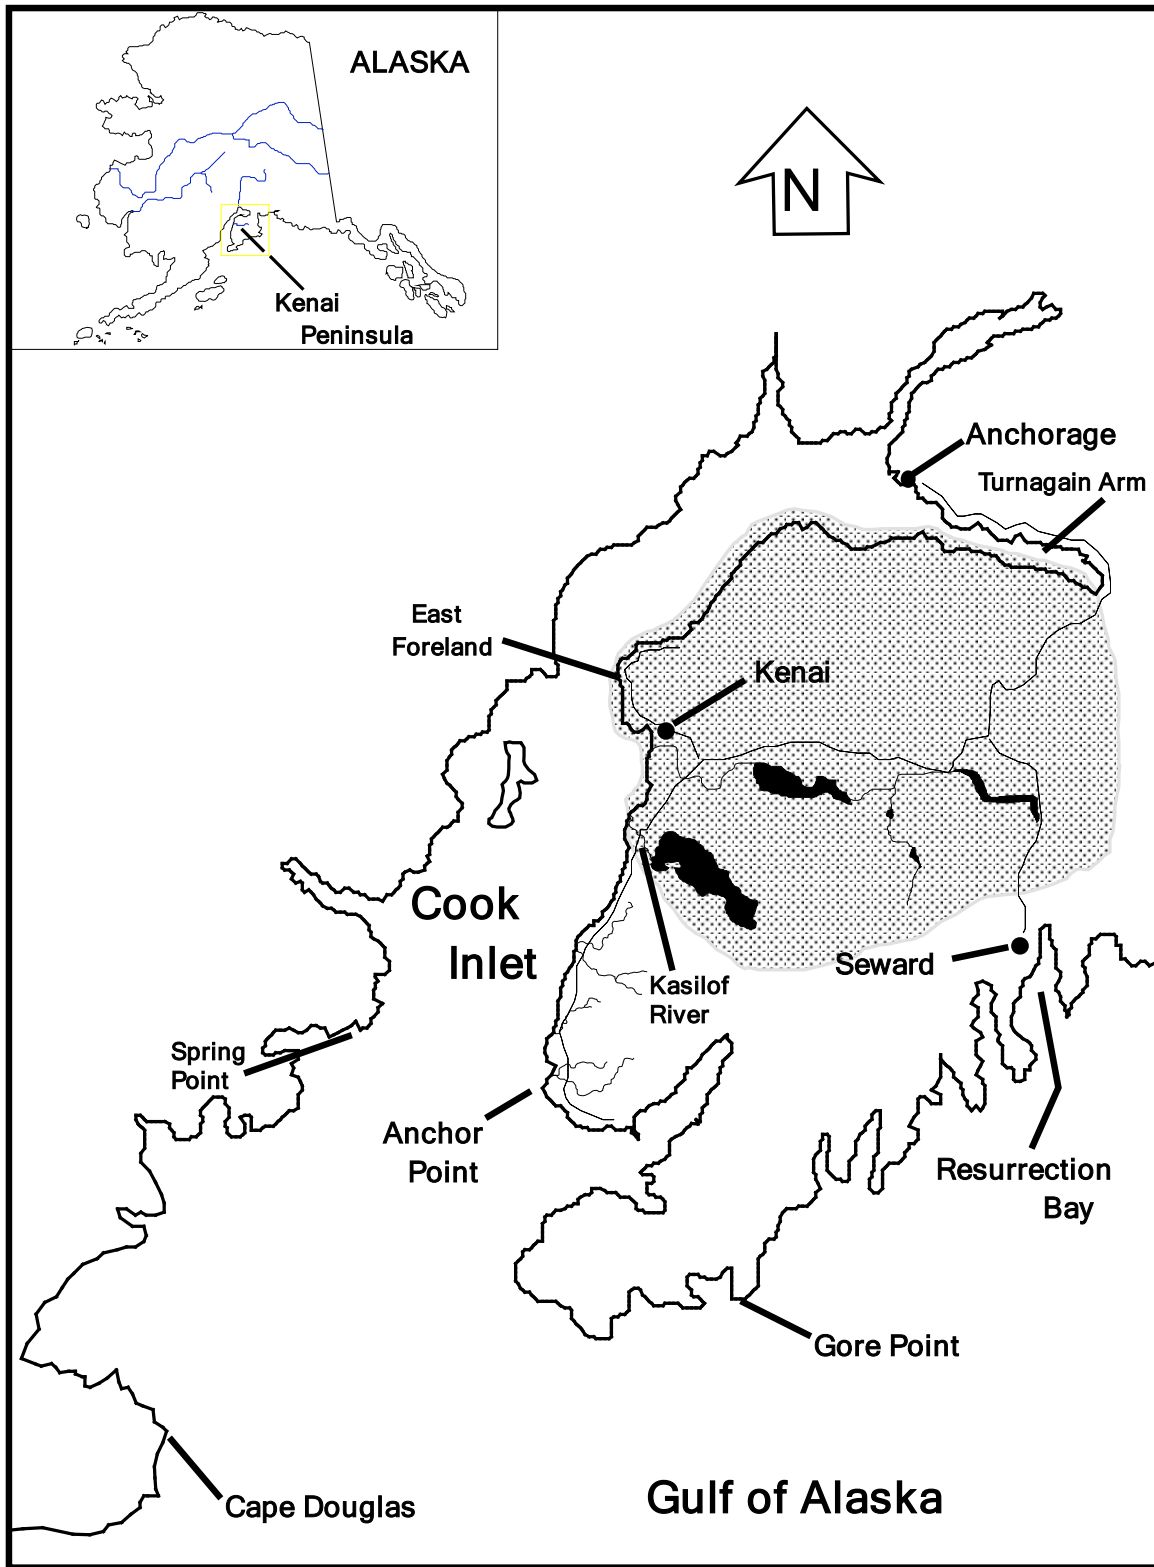 ALASKA
Kenai
Peninsula
N
Anchorage
Turnagain Arm
East
Foreland
Kenai
Cook
Inlet
Seward
Kasilof
River
Spring
Point
Anchor
Point
Resurrection
Bay
Gore Point
Cape Douglas
Gulf of Alaska